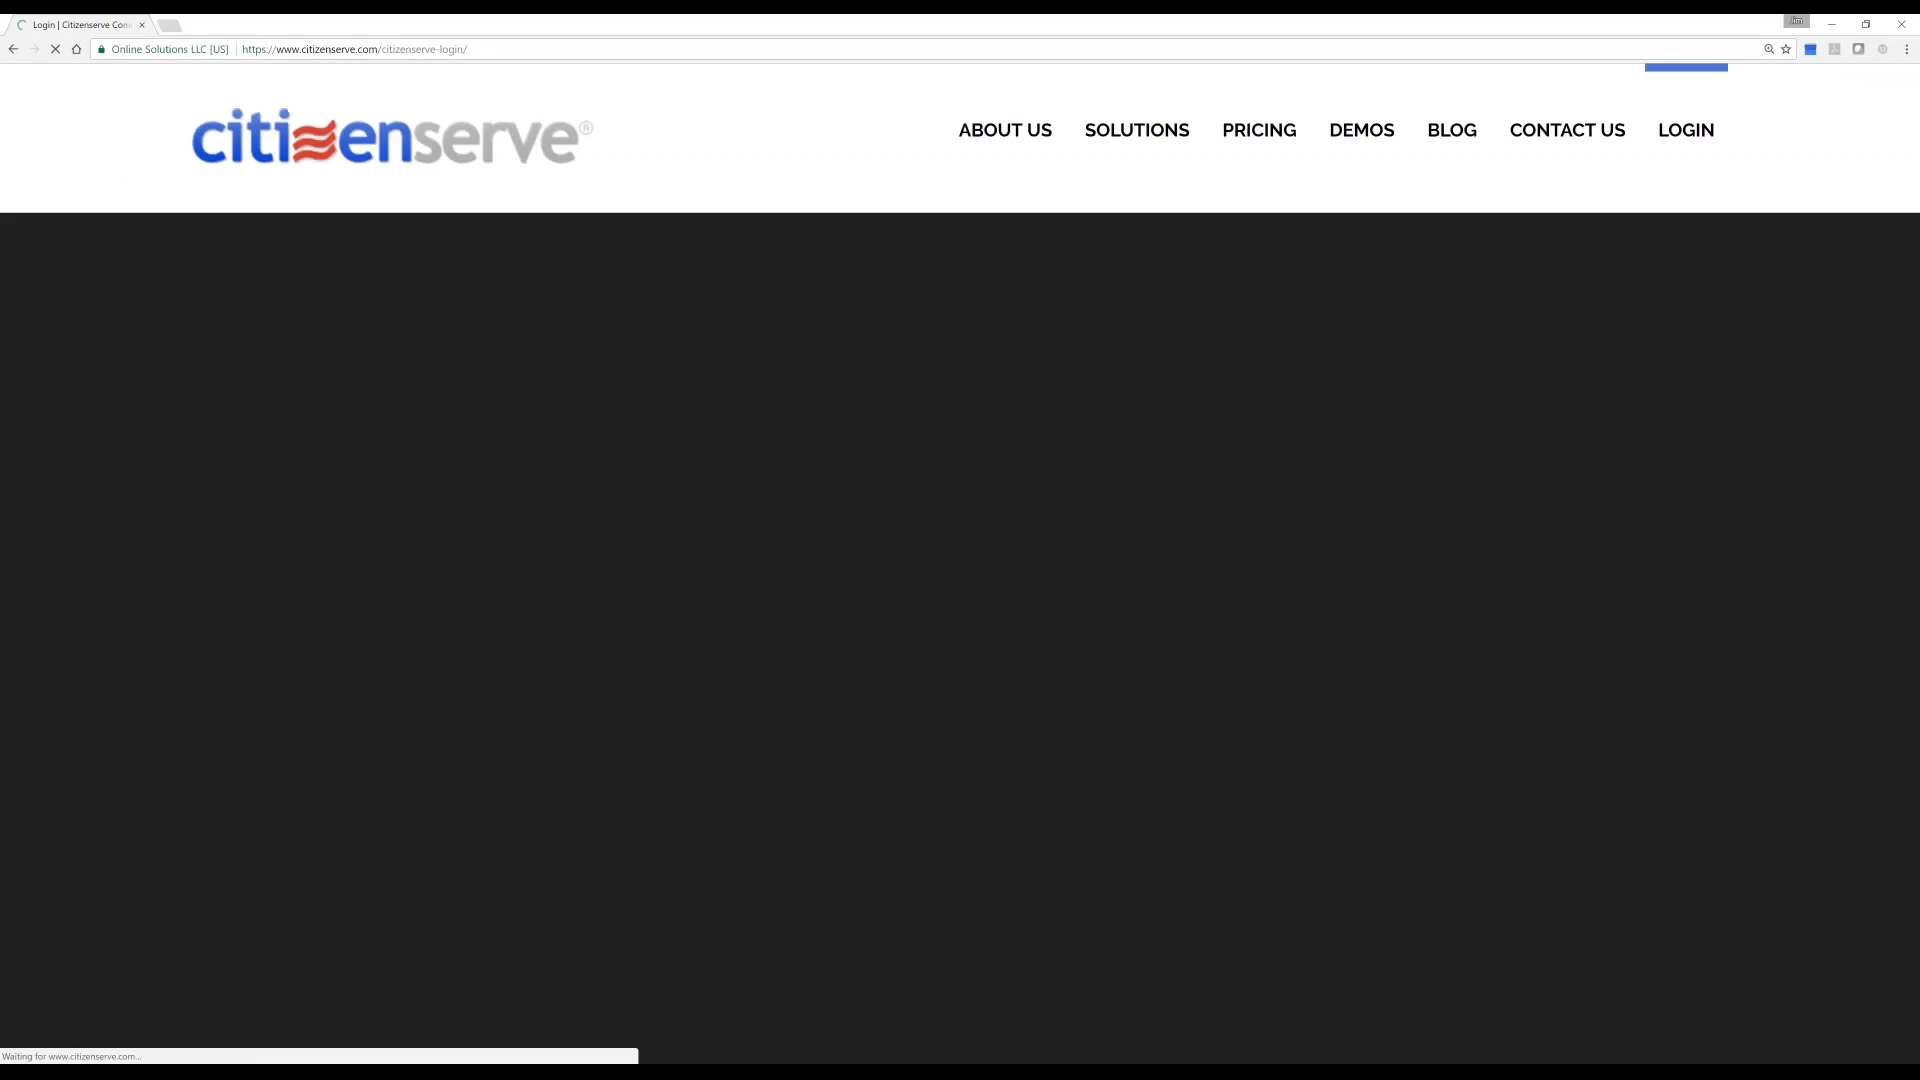 Login | Citizenserve Com
Jim
Online Solutions LLC [US] https://www.citizenserve.com/citizenserve-login/
citizenserve®
ABOUT US SOLUTIONS PRICING DEMOS BLOG CONTACT US LOGIN
Waiting for www.citizenserve.com...